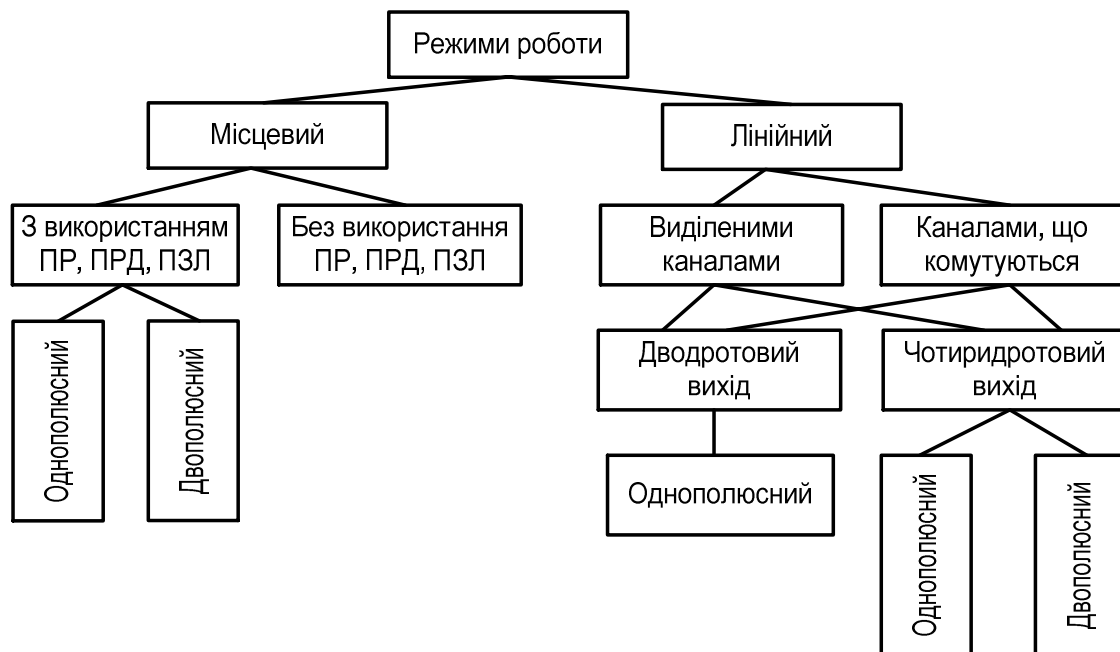 Режими роботи
Місцевий
Лінійний
З використанням
ПР, ПРД, ПЗЛ
Без використання
ПР, ПРД, ПЗЛ
Виділеними
каналами
Каналами, що
комутуються
Однополюсний
Двополюсний
Дводротовий
вихід
Чотиридротовий
вихід
Однополюсний
Однополюсний
Двополюсний